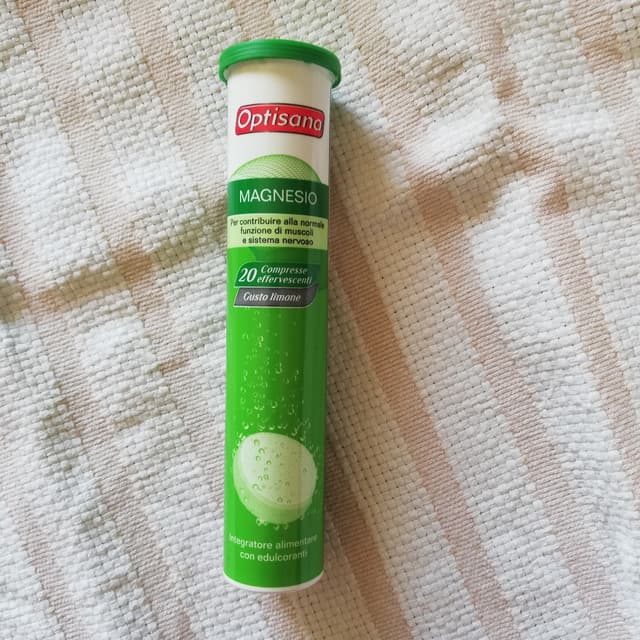 Optisana
MAGNESIO
Per contribuire alla normale
funzione di muscoli
e sistema nervoso
20 Compresse
effervescenti
Gusto limone
Integratore alimentare
con edulcoranti